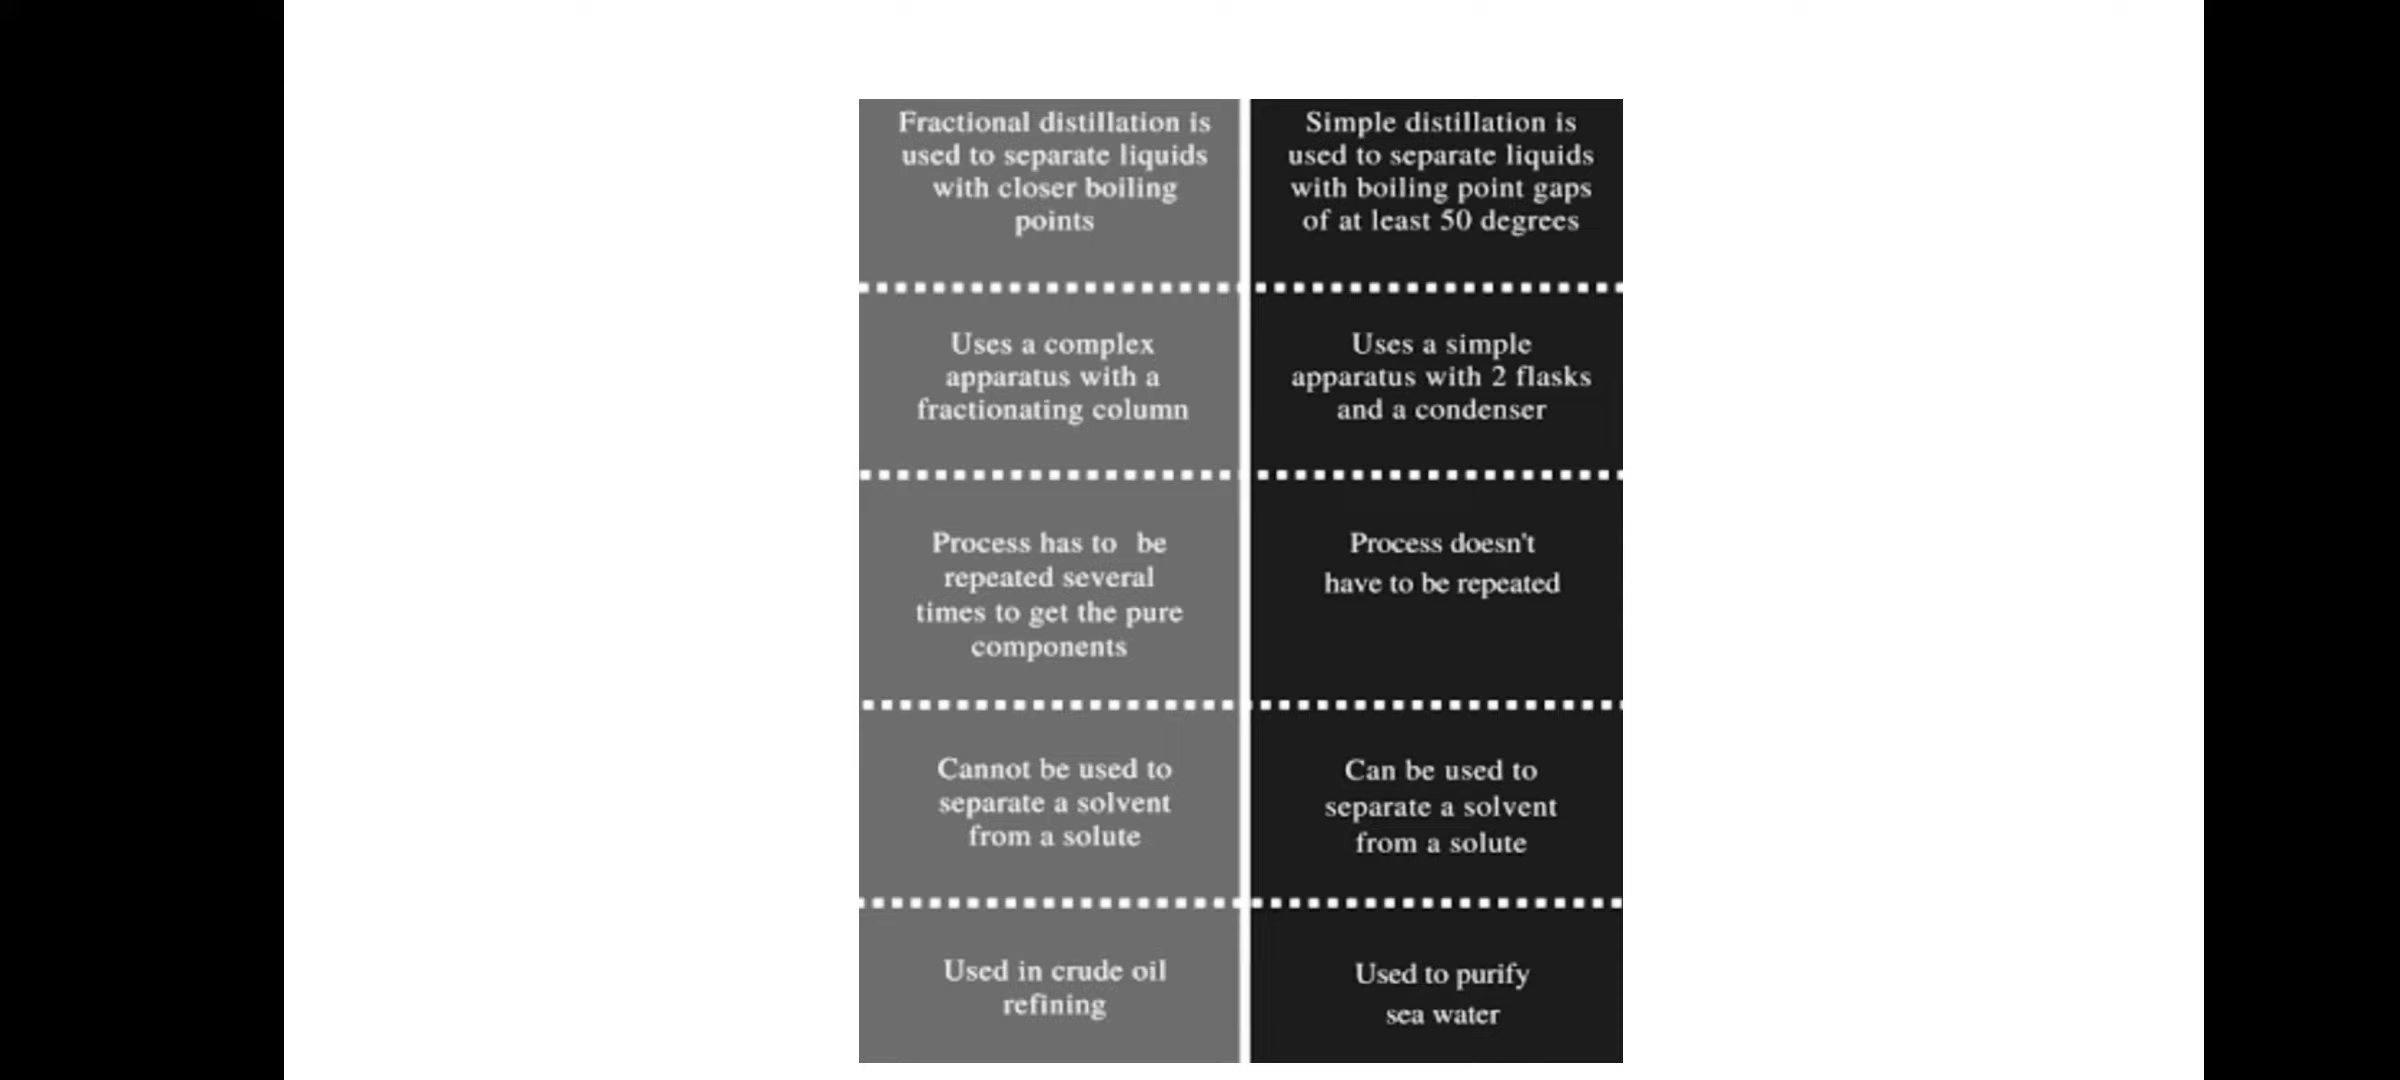 Fractional distillation is
used to separate liquids
with closer boiling
points
Simple distillation is
used to separate liquids
with boiling point gaps
of at least 50 degrees
Uses a complex
apparatus with a
fractionating column
Uses a simple
apparatus with 2 flasks
and a condenser
Process has to be
repeated several
times to get the pure
components
Process doesn't
have to be repeated
Cannot be used to
separate a solvent
from a solute
Can be used to
separate a solvent
from a solute
Used in crude oil
refining
Used to purify
sea water